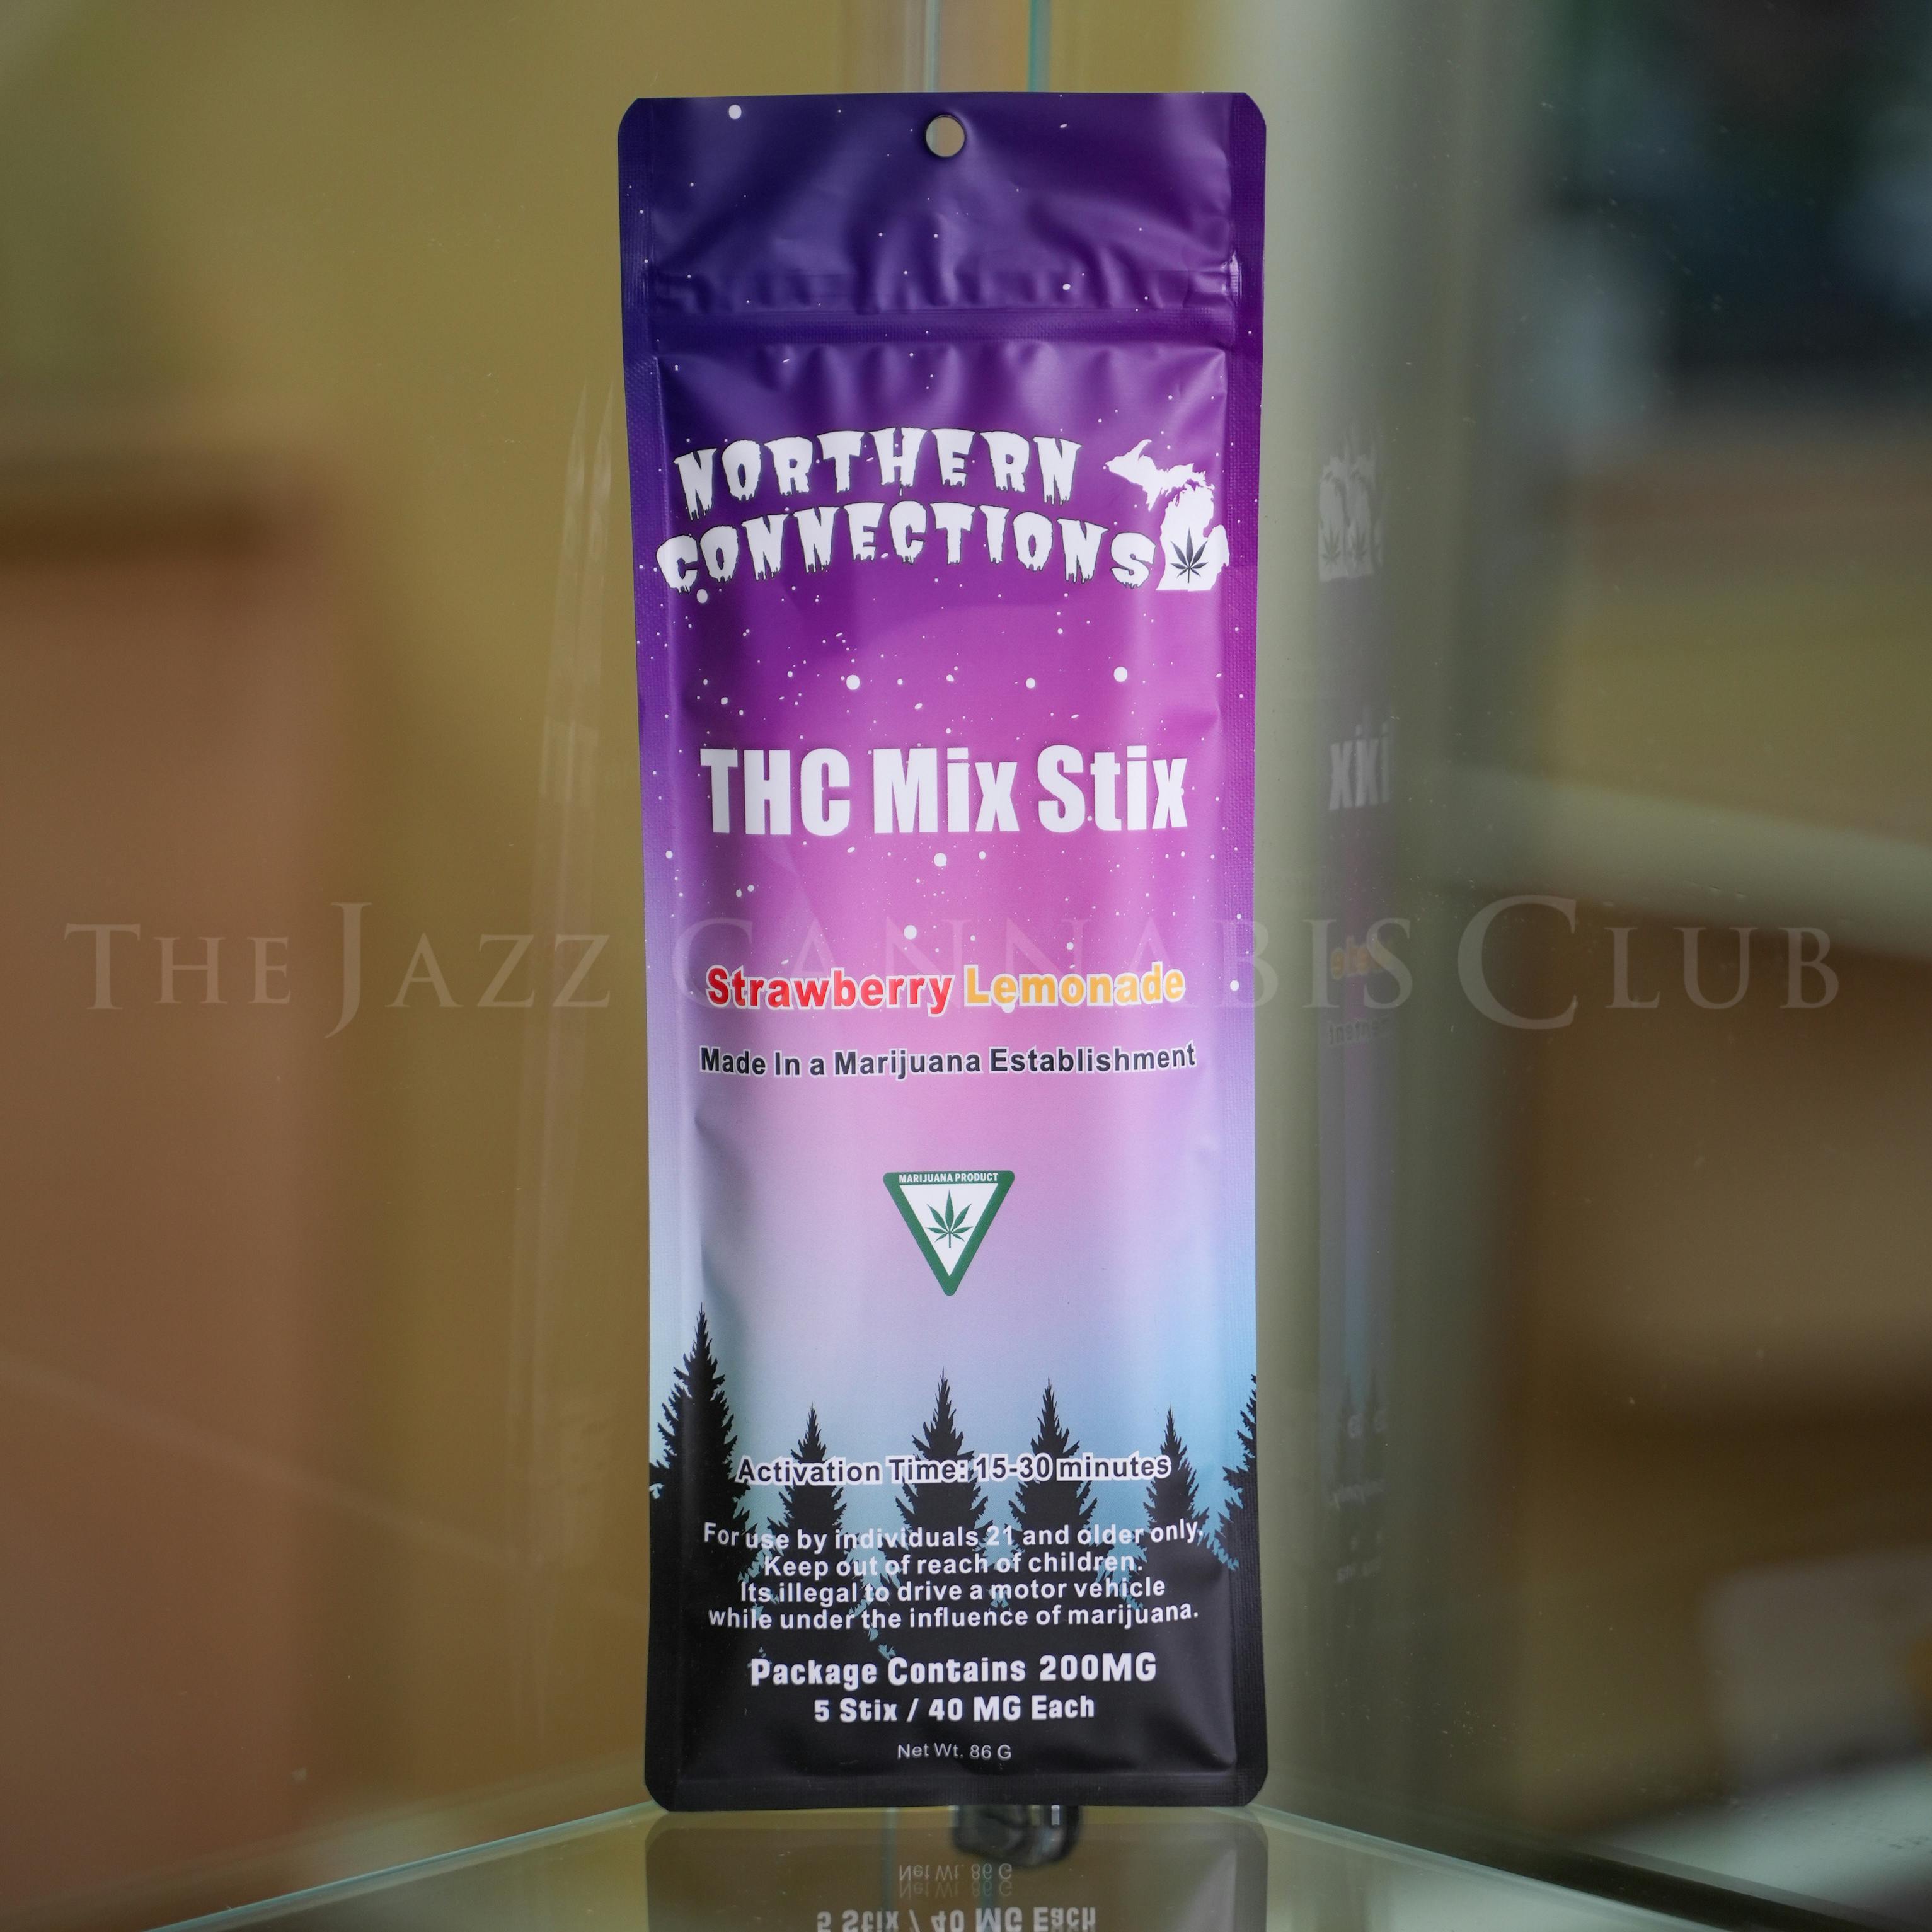 NORTHERN
CONNECTIONS
THC Mix Stix
THE JAZZ CANNABIS CLUB
Strawberry Lemonade
Made In a Marijuana Establishment
MARIJUANA PRODUCT
Activation Time: 15-30 minutes
For use by individuals 21 and older only.
Keep out of reach of children.
Its illegal to drive a motor vehicle
while under the influence of marijuana.
Package Contains 200MG
5 Stix / 40 MG Each
Net Wt. 86 G